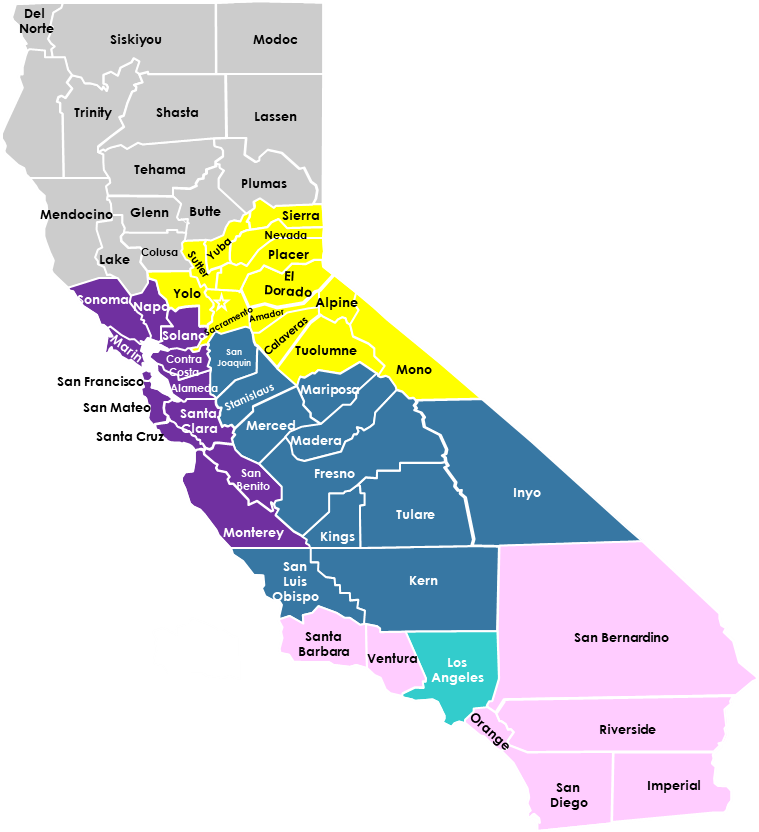 Del
Norte
Siskiyou
Modoc
Trinity
Shasta
Lassen
Tehama
Plumas
Mendocino
Glenn
Butte
Sierra
Lake
Colusa
Sutter
Yuba
Nevada
Placer
El
Dorado
Sonoma
Napa
Yolo
Sacramento
Amador
Alpine
Solano
Calaveras
Tuolumne
Mono
Marin
Contra
Costa
San
Joaquin
San Francisco
Alameda
Stanislaus
Mariposa
San Mateo
Santa
Clara
Merced
Madera
Santa Cruz
San
Benito
Fresno
Inyo
Monterey
Kings
Tulare
San
Luis
Obispo
Kern
Santa
Barbara
Ventura
Los
Angeles
San Bernardino
Orange
Riverside
San
Diego
Imperial